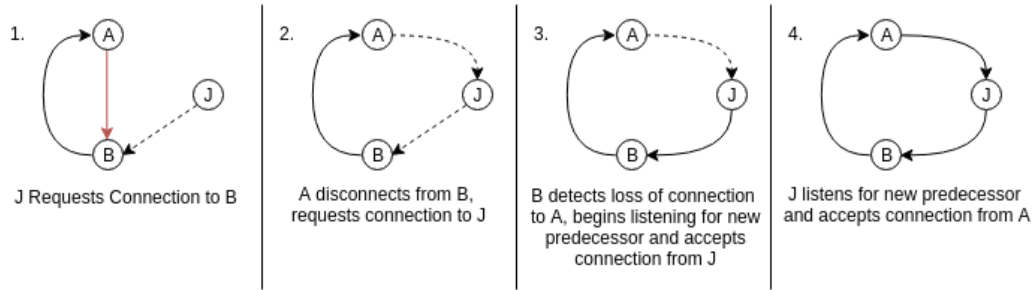 1.
A
J
B
J Requests Connection to B
2.
A
J
B
A disconnects from B,
requests connection to J
3.
A
J
B
B detects loss of connection
to A, begins listening for new
predecessor and accepts
connection from J
4.
A
J
B
J listens for new predecessor
and accepts connection from A